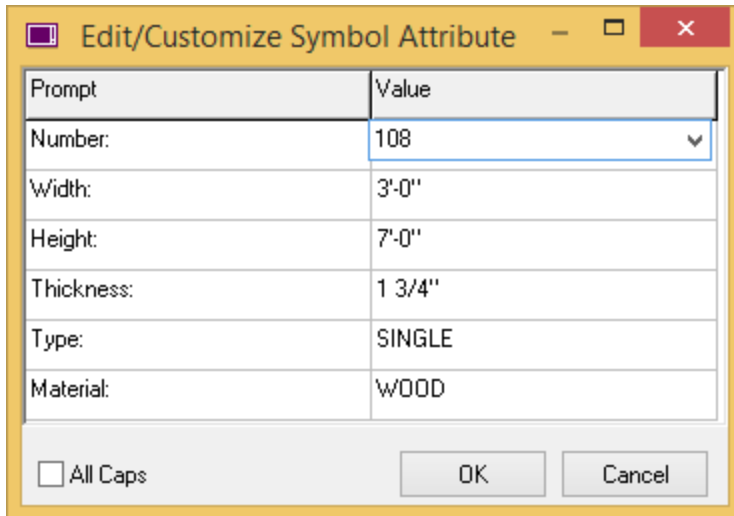 Edit/Customize Symbol Attribute
Prompt Value
Number: 108
Width: 3'-0"
Height: 7'-0"
Thickness: 1 3/4"
Type: SINGLE
Material: WOOD
All Caps OK Cancel